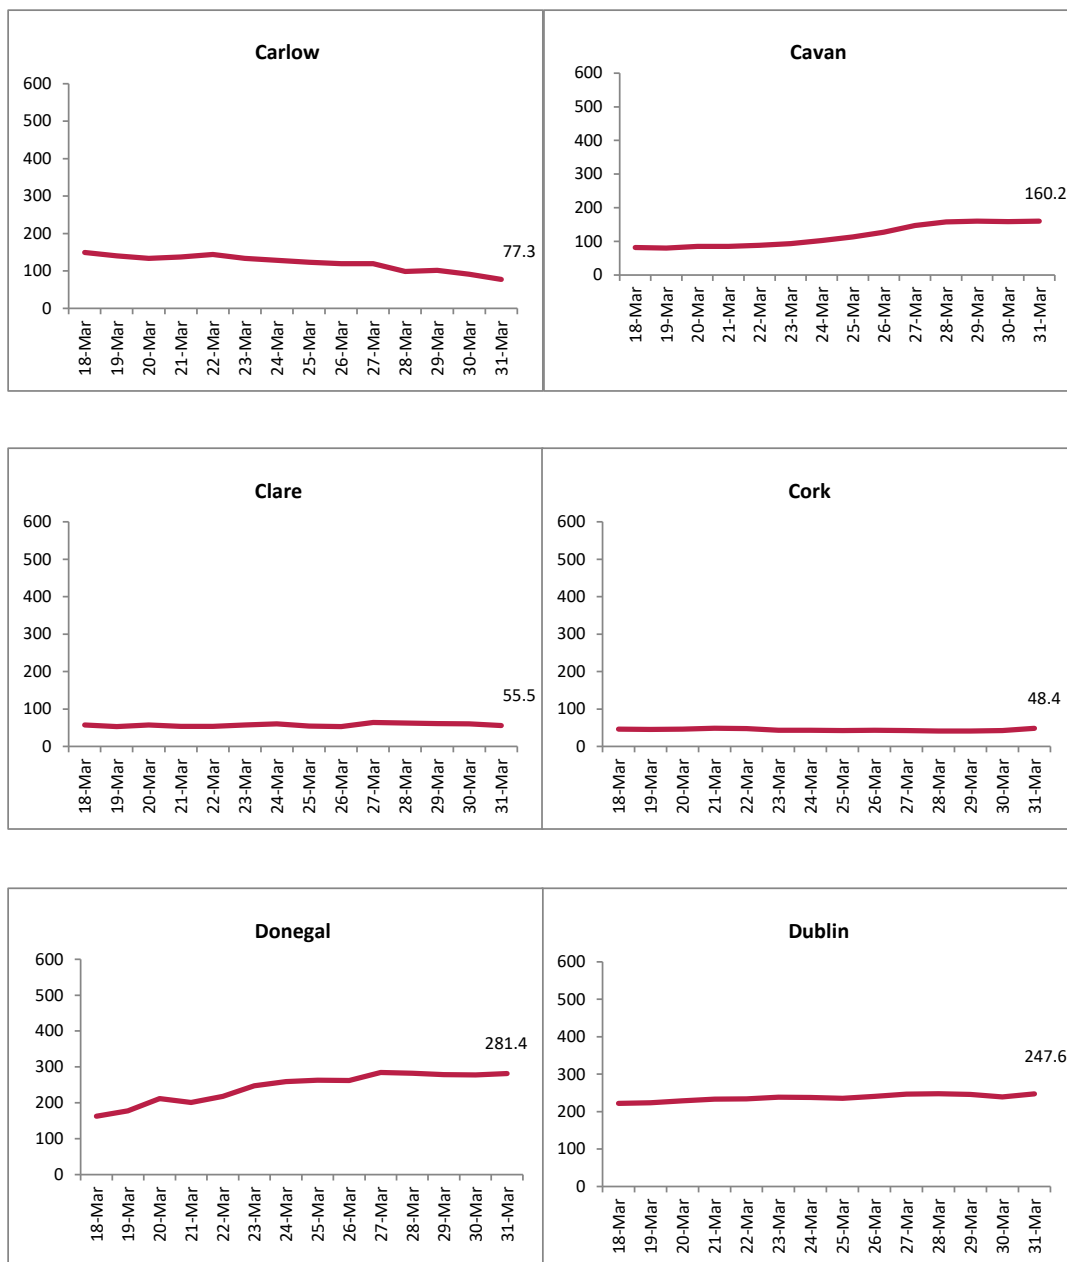 Carlow
600
500
400
300
200
100
0
77.3
18-Mar
19-Mar
20-Mar
21-Mar
22-Mar
23-Mar
24-Mar
25-Mar
26-Mar
27-Mar
28-Mar
29-Mar
30-Mar
31-Mar
Cavan
600
500
400
300
200
100
0
160.2
18-Mar
19-Mar
20-Mar
21-Mar
22-Mar
23-Mar
24-Mar
25-Mar
26-Mar
27-Mar
28-Mar
29-Mar
30-Mar
31-Mar
Clare
600
500
400
300
200
100
0
55.5
18-Mar
19-Mar
20-Mar
21-Mar
22-Mar
23-Mar
24-Mar
25-Mar
26-Mar
27-Mar
28-Mar
29-Mar
30-Mar
31-Mar
Cork
600
500
400
300
200
100
0
48.4
18-Mar
19-Mar
20-Mar
21-Mar
22-Mar
23-Mar
24-Mar
25-Mar
26-Mar
27-Mar
28-Mar
29-Mar
30-Mar
31-Mar
Donegal
600
500
400
300
200
100
0
281.4
18-Mar
19-Mar
20-Mar
21-Mar
22-Mar
23-Mar
24-Mar
25-Mar
26-Mar
27-Mar
28-Mar
29-Mar
30-Mar
31-Mar
Dublin
600
500
400
300
200
100
0
247.6
18-Mar
19-Mar
20-Mar
21-Mar
22-Mar
23-Mar
24-Mar
25-Mar
26-Mar
27-Mar
28-Mar
29-Mar
30-Mar
31-Mar